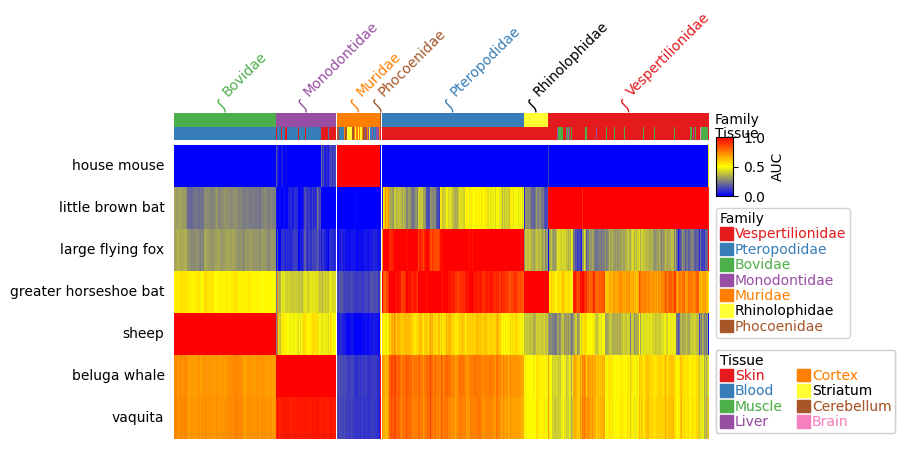 ∫ Bovidae
∫ Monodontidae
∫ Muridae
∫ Phocoenidae
∫ Pteropodidae
∫ Rhinolophidae
∫ Vespertilionidae
Family
Tissue
house mouse
little brown bat
large flying fox
greater horseshoe bat
sheep
beluga whale
vaquita
1.0
0.5
0.0
AUC
Family
Vespertilionidae
Pteropodidae
Bovidae
Monodontidae
Muridae
Rhinolophidae
Phocoenidae
Tissue
Skin Cortex
Blood Striatum
Muscle Cerebellum
Liver Brain